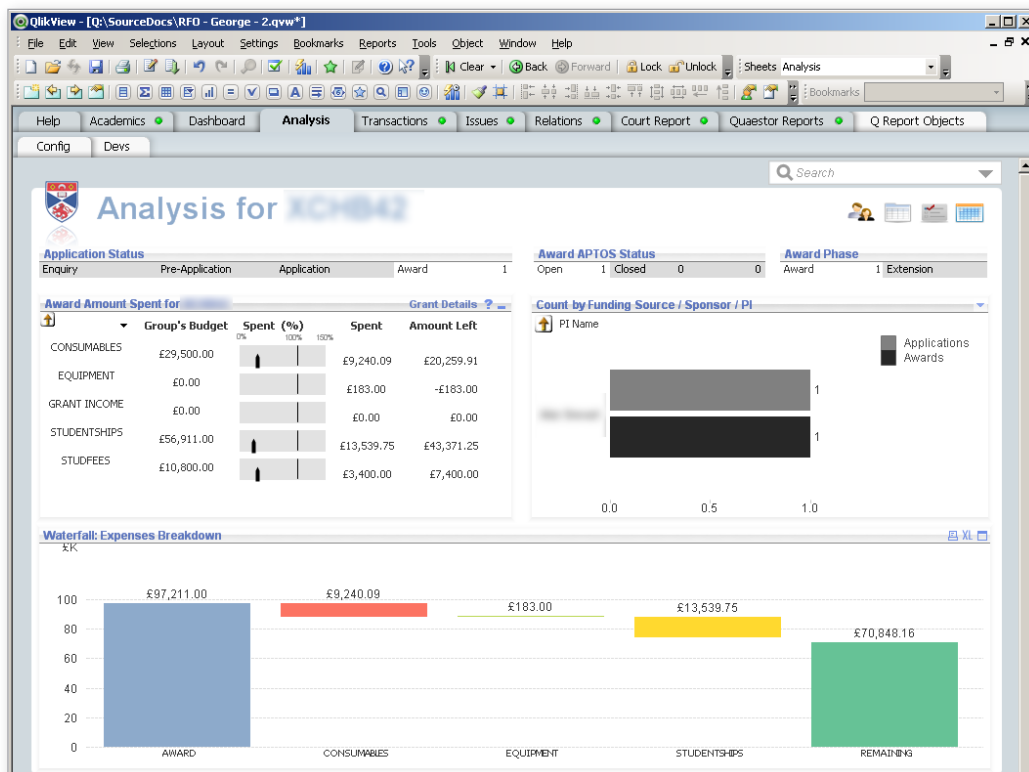 QlikView - [Q:\SourceDocs\RFO - George - 2.qvw*]
File Edit View Selections Layout Settings Bookmarks Reports Tools Object Window Help
Clear Back Forward Lock Unlock Sheets Analysis
Bookmarks
Help Academics Dashboard Analysis Transactions Issues Relations Court Report Quaestor Reports Q Report Objects
Config Devs
Search
Analysis for
Application Status Award APTOS Status Award Phase
Enquiry Pre-Application Application Award 1 Open 1 Closed 0 0 Award 1 Extension
Award Amount Spent for Grant Details ? Count by Funding Source / Sponsor / PI
Group's Budget Spent (%) Spent Amount Left
0% 100% 150%
CONSUMABLES £29,500.00 £9,240.09 £20,259.91
EQUIPMENT £0.00 £183.00 -£183.00
GRANT INCOME £0.00 £0.00 £0.00
STUDENTSHIPS £56,911.00 £13,539.75 £43,371.25
STUDFEES £10,800.00 £3,400.00 £7,400.00
PI Name
Applications
Awards
1
1
0.0 0.5 1.0
Waterfall: Expenses Breakdown XL
£K
£97,211.00 £9,240.09 £183.00 £13,539.75 £70,848.16
100
80
60
40
20
0
AWARD CONSUMABLES EQUIPMENT STUDENTSHIPS REMAINING